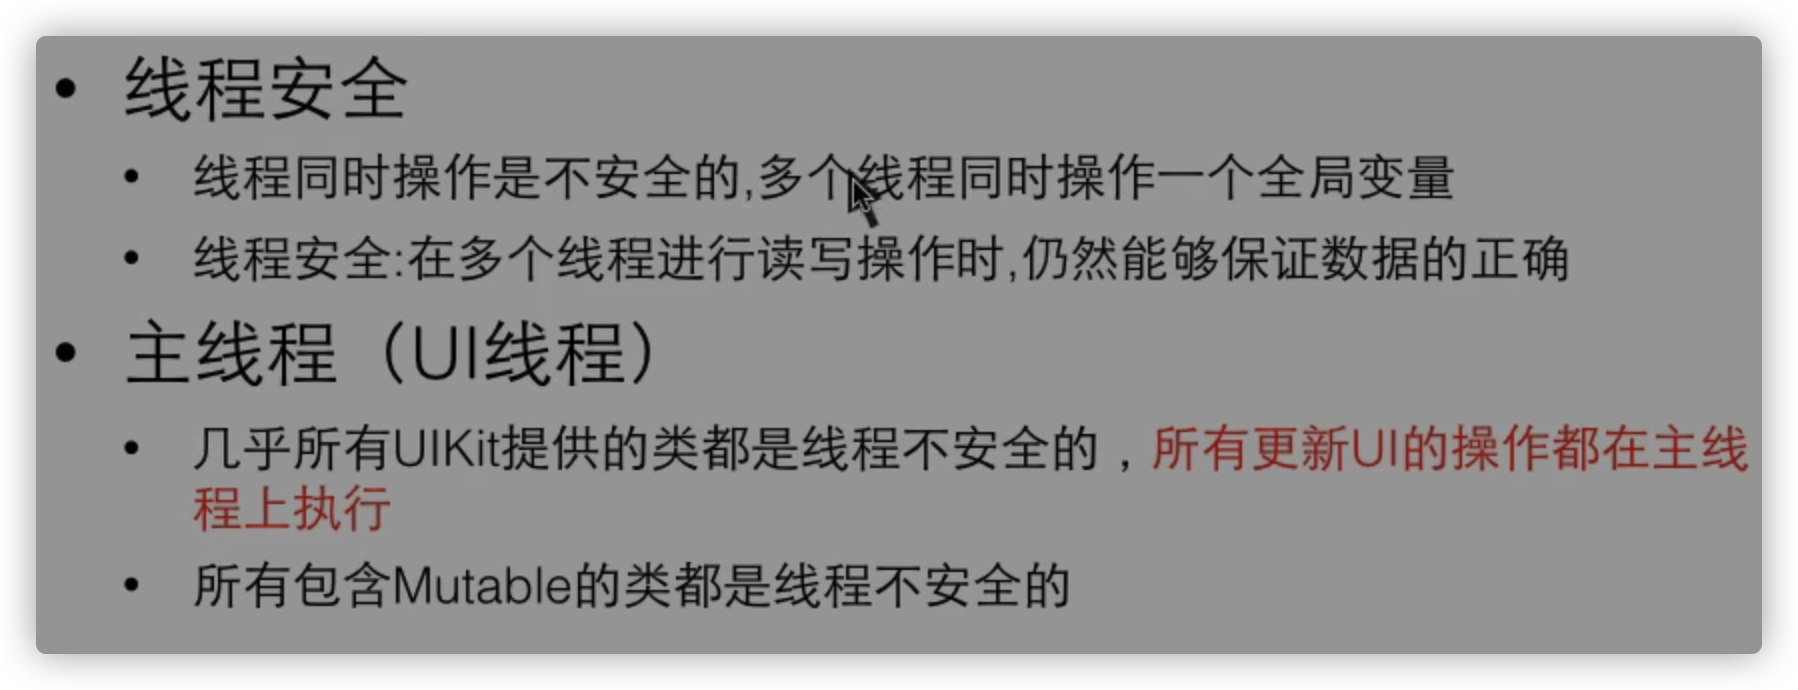 线程安全
线程同时操作是不安全的,多个线程同时操作一个全局变量
线程安全:在多个线程进行读写操作时,仍然能够保证数据的正确
主线程（UI线程）
几乎所有UIKit提供的类都是线程不安全的，所有更新UI的操作都在主线
程上执行
所有包含Mutable的类都是线程不安全的